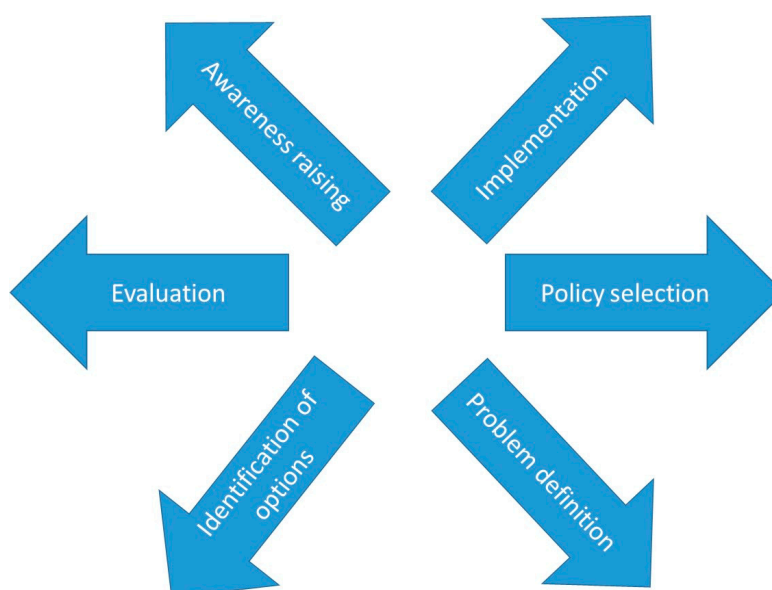 Awareness raising
Implementation
Evaluation
Policy selection
Identification of
options
Problem definition